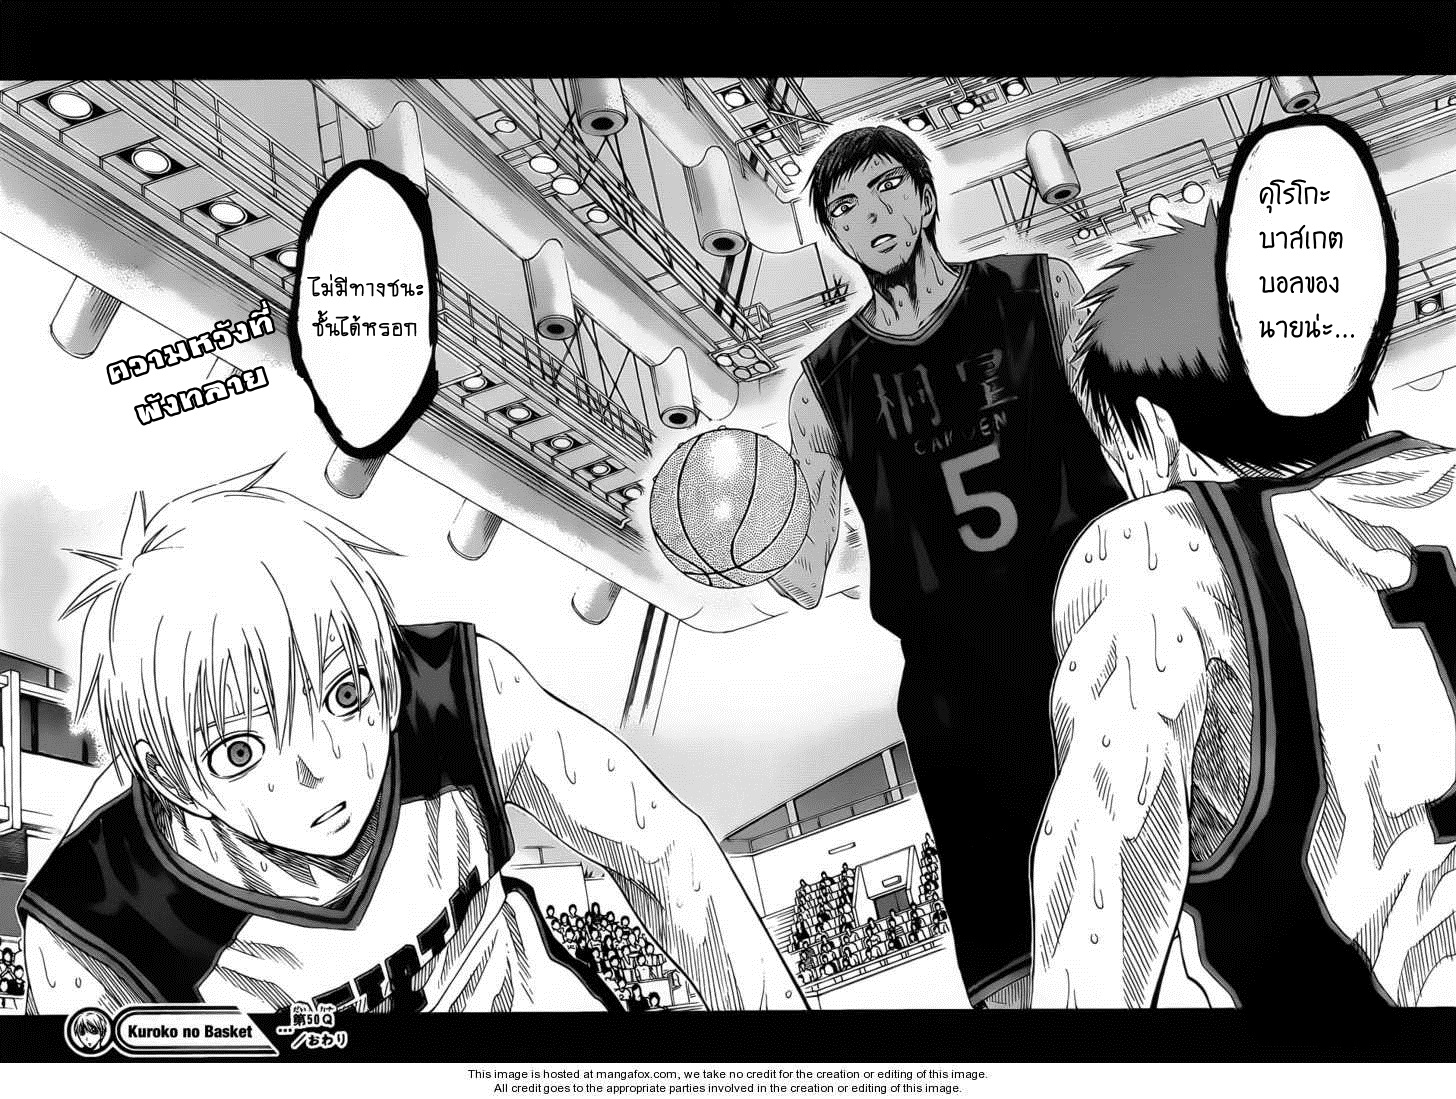 คุโรโกะ
บาสเกต
บอลของ
นายน่ะ...
ไม่มีทางชนะ
ชั้นได้หรอก
ความหวังที่
พังทลาย
桐皇
5
Kuroko no Basket
...第50Q
/おわり
This image is hosted at mangafox.com, we take no credit for the creation or editing of this image.
All credit goes to the appropriate parties involved in the creation or editing of this image.